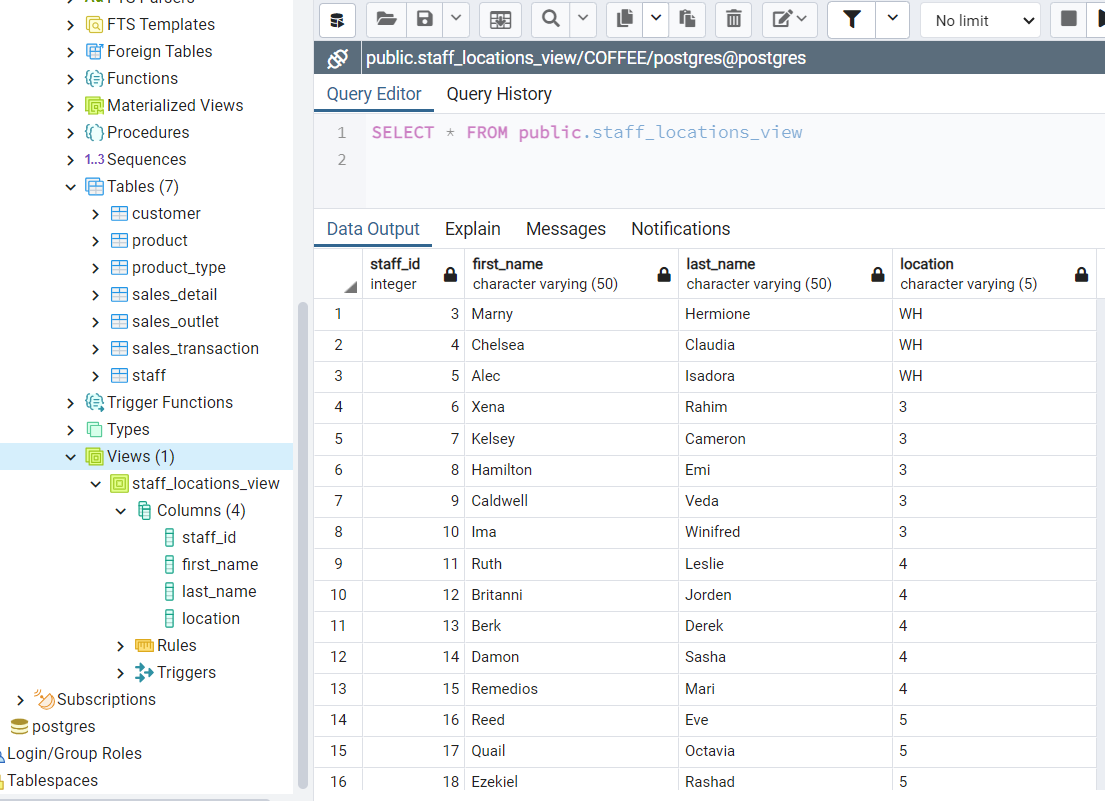 FTS Parsers
FTS Templates
Foreign Tables
Functions
Materialized Views
Procedures
1..3 Sequences
Tables (7)
customer
product
product_type
sales_detail
sales_outlet
sales_transaction
staff
Trigger Functions
Types
Views (1)
staff_locations_view
Columns (4)
staff_id
first_name
last_name
location
Rules
Triggers
Subscriptions
postgres
Login/Group Roles
Tablespaces
No limit
public.staff_locations_view/COFFEE/postgres@postgres
Query Editor Query History
1 SELECT * FROM public.staff_locations_view
2
Data Output Explain Messages Notifications
staff_id first_name last_name location
integer character varying (50) character varying (50) character varying (5)
1 3 Marny Hermione WH
2 4 Chelsea Claudia WH
3 5 Alec Isadora WH
4 6 Xena Rahim 3
5 7 Kelsey Cameron 3
6 8 Hamilton Emi 3
7 9 Caldwell Veda 3
8 10 Ima Winifred 3
9 11 Ruth Leslie 4
10 12 Britanni Jorden 4
11 13 Berk Derek 4
12 14 Damon Sasha 4
13 15 Remedios Mari 4
14 16 Reed Eve 5
15 17 Quail Octavia 5
16 18 Ezekiel Rashad 5